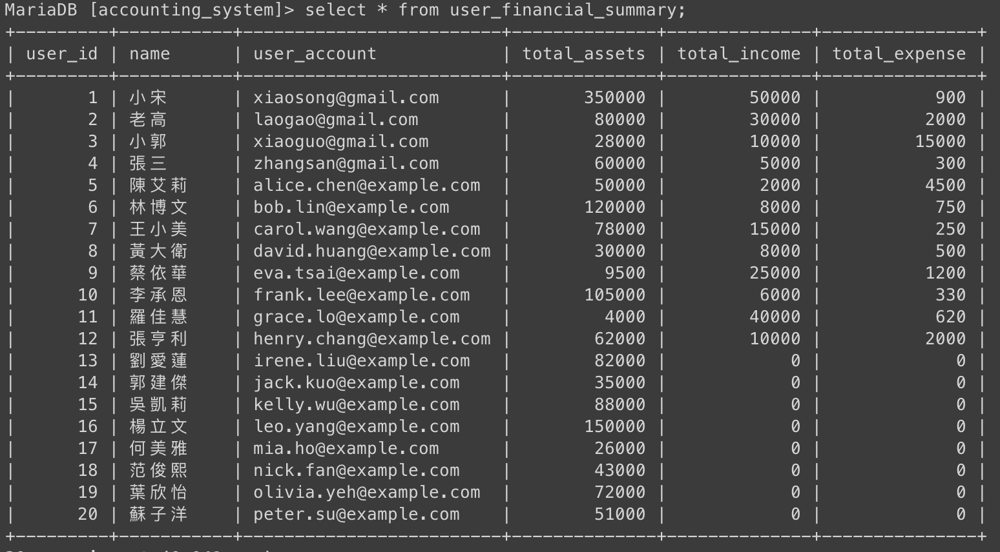 MariaDB [accounting_system]> select * from user_financial_summary;
+---------+-----------+-------------------------+--------------+--------------+---------------+
| user_id | name | user_account | total_assets | total_income | total_expense |
+---------+-----------+-------------------------+--------------+--------------+---------------+
| 1 | 小宋 | xiaosong@gmail.com | 350000 | 50000 | 900 |
| 2 | 老高 | laogao@gmail.com | 80000 | 30000 | 2000 |
| 3 | 小郭 | xiaoguo@gmail.com | 28000 | 10000 | 15000 |
| 4 | 張三 | zhangsan@gmail.com | 60000 | 5000 | 300 |
| 5 | 陳艾莉 | alice.chen@example.com | 50000 | 2000 | 4500 |
| 6 | 林博文 | bob.lin@example.com | 120000 | 8000 | 750 |
| 7 | 王小美 | carol.wang@example.com | 78000 | 15000 | 250 |
| 8 | 黃大衛 | david.huang@example.com | 30000 | 8000 | 500 |
| 9 | 蔡依華 | eva.tsai@example.com | 9500 | 25000 | 1200 |
| 10 | 李承恩 | frank.lee@example.com | 105000 | 6000 | 330 |
| 11 | 羅佳慧 | grace.lo@example.com | 4000 | 40000 | 620 |
| 12 | 張亨利 | henry.chang@example.com | 62000 | 10000 | 2000 |
| 13 | 劉愛蓮 | irene.liu@example.com | 82000 | 0 | 0 |
| 14 | 郭建傑 | jack.kuo@example.com | 35000 | 0 | 0 |
| 15 | 吳凱莉 | kelly.wu@example.com | 88000 | 0 | 0 |
| 16 | 楊立文 | leo.yang@example.com | 150000 | 0 | 0 |
| 17 | 何美雅 | mia.ho@example.com | 26000 | 0 | 0 |
| 18 | 范俊熙 | nick.fan@example.com | 43000 | 0 | 0 |
| 19 | 葉欣怡 | olivia.yeh@example.com | 72000 | 0 | 0 |
| 20 | 蘇子洋 | peter.su@example.com | 51000 | 0 | 0 |
+---------+-----------+-------------------------+--------------+--------------+---------------+